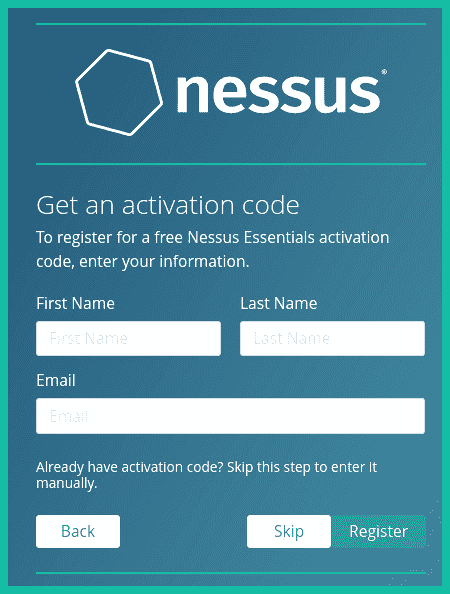 nessus®
Get an activation code
To register for a free Nessus Essentials activation
code, enter your information.
First Name Last Name
First Name Last Name
Email
Email
Already have activation code? Skip this step to enter it
manually.
Back Skip Register